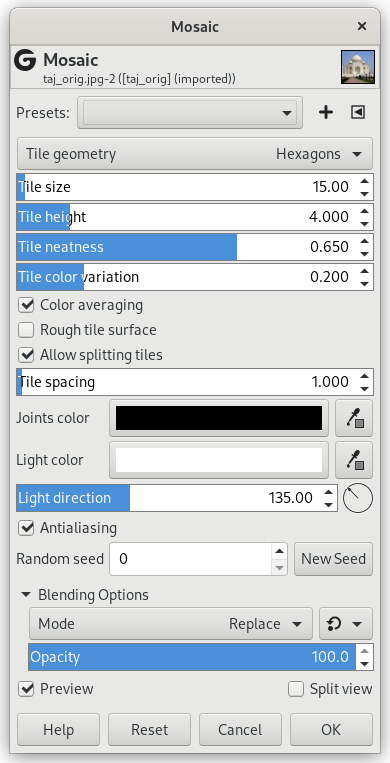 Mosaic
Mosaic
taj_orig.jpg-2 ([taj_orig] (imported))
Presets:
Tile geometry Hexagons
Tile size 15.00
Tile height 4.000
Tile neatness 0.650
Tile color variation 0.200
Color averaging
Rough tile surface
Allow splitting tiles
Tile spacing 1.000
Joints color
Light color
Light direction 135.00
Antialiasing
Random seed 0 New Seed
Blending Options
Mode Replace
Opacity 100.0
Preview Split view
Help Reset Cancel OK